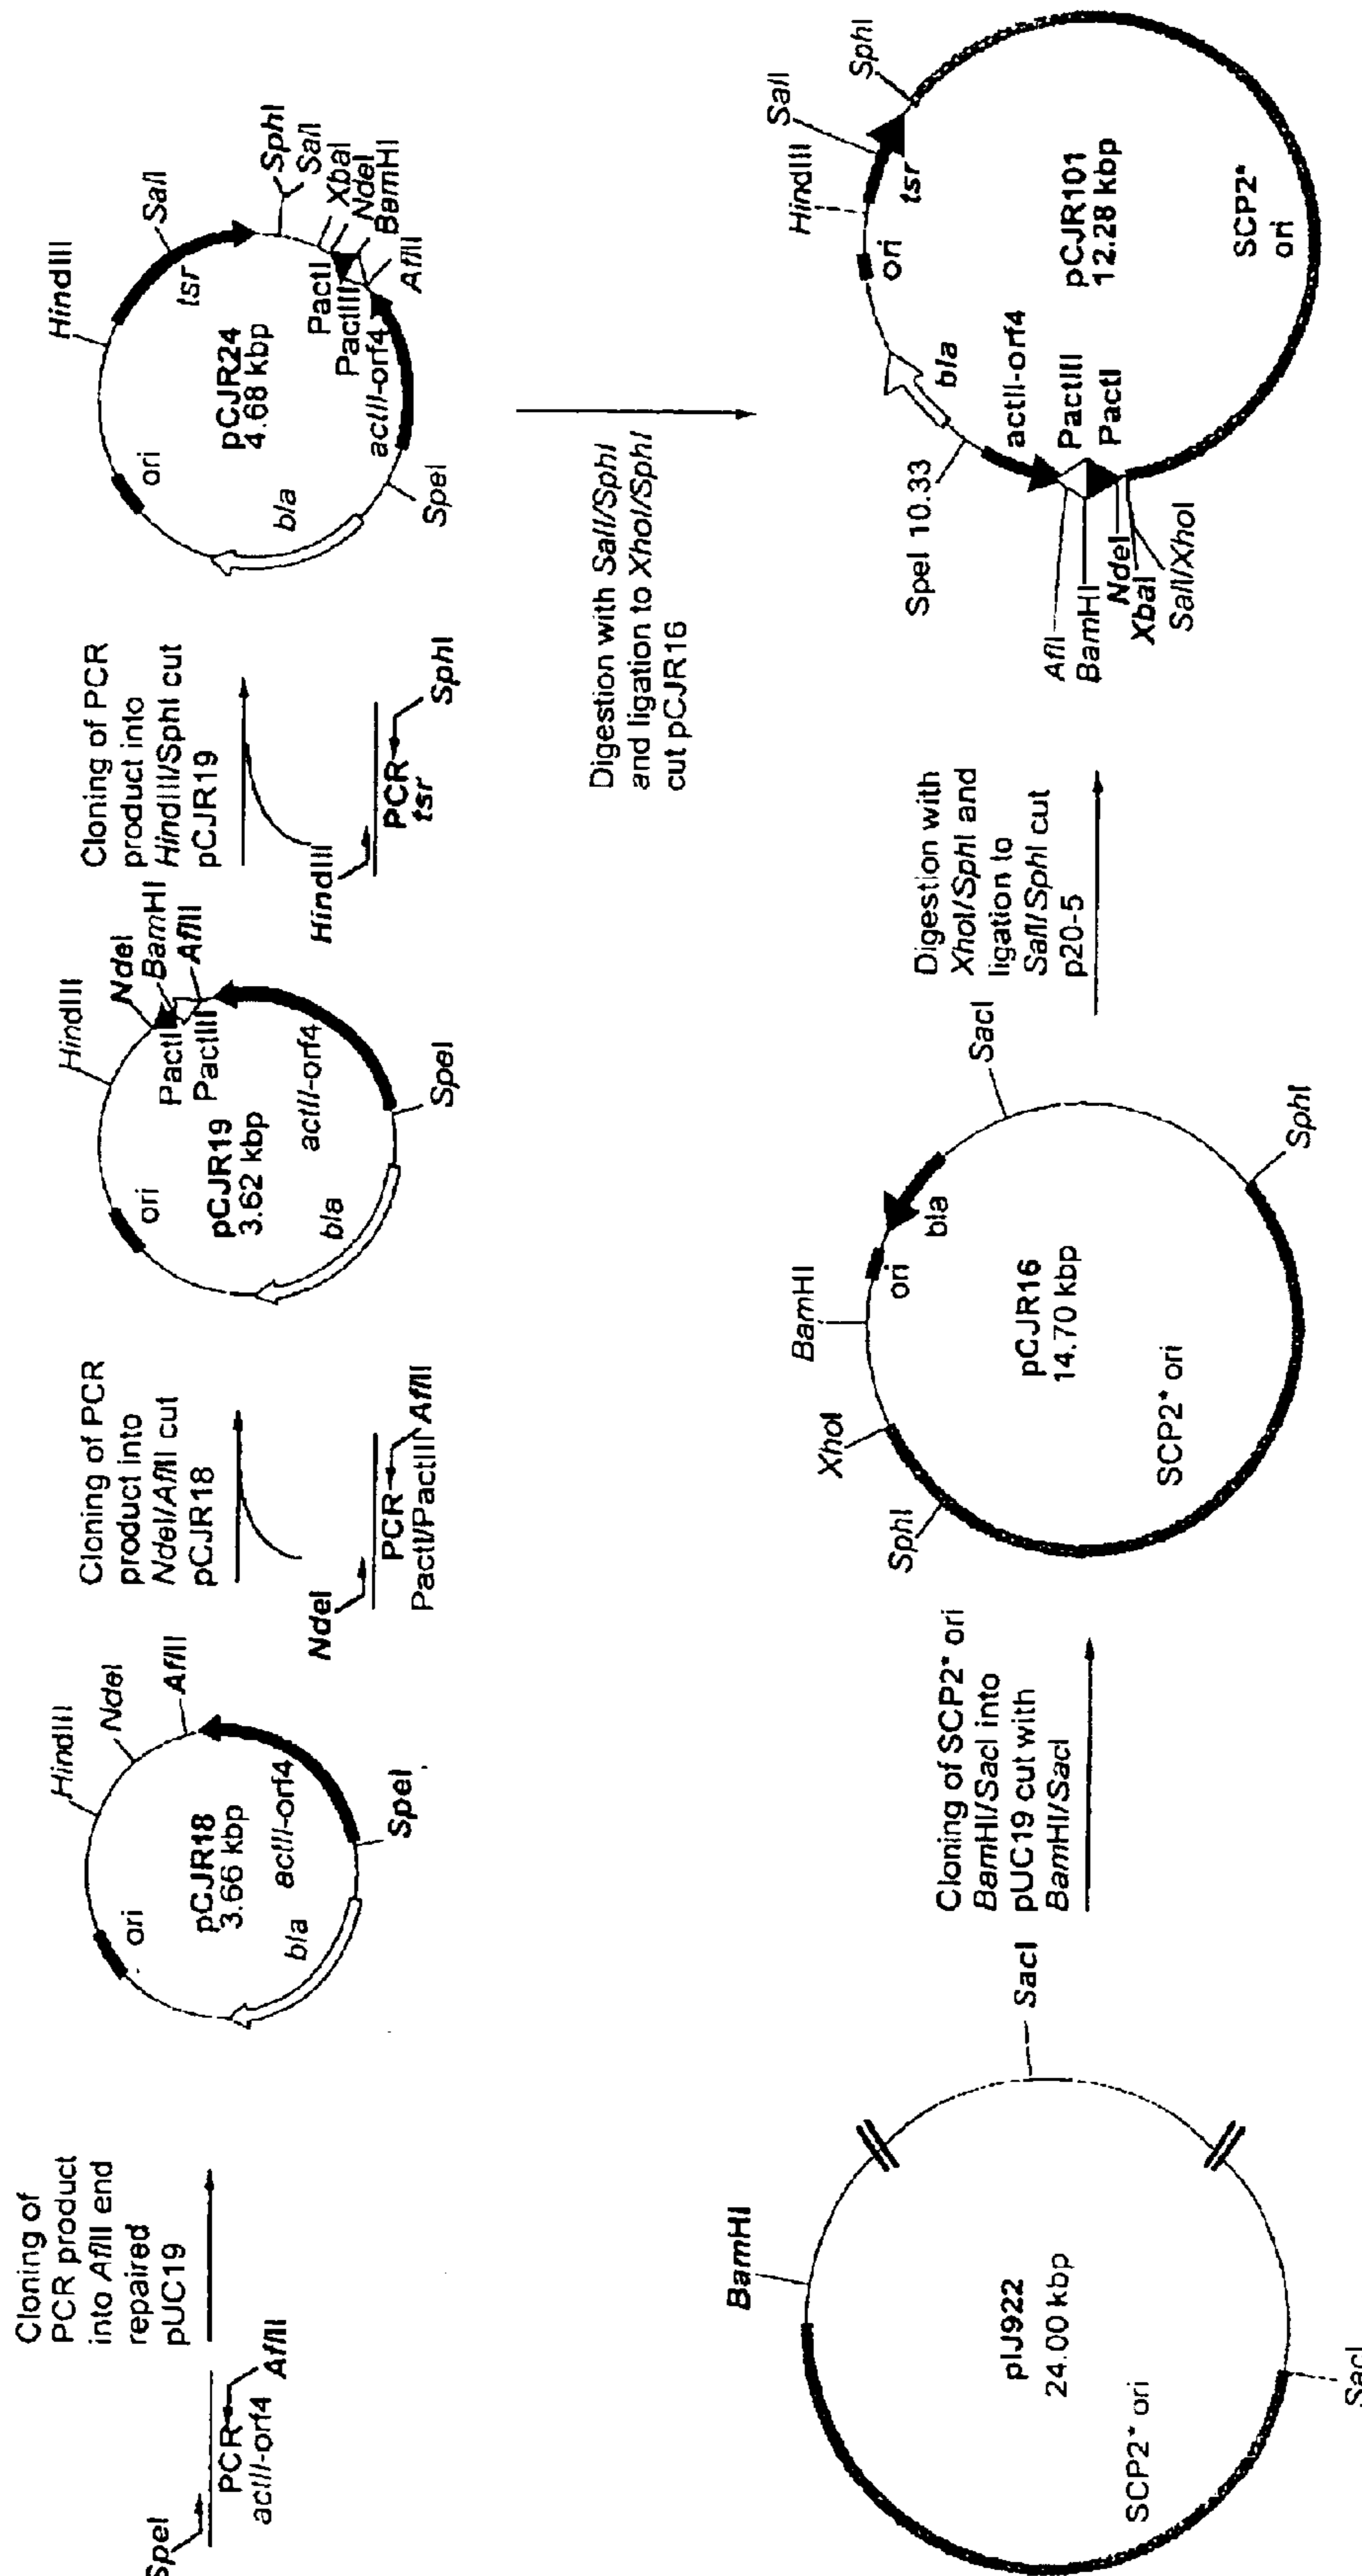 SpeI
PCR
actII-orf4
AflII
Cloning of
PCR product
into AflII end
repaired
pUC19
HindIII
NdeI
AflII
ori
pCJR18
3.66 kbp
actII-orf4
bla
SpeI
Cloning of PCR
product into
NdeI/AflII cut
pCJR18
NdeI
PCR
PactI/PactIII
AflII
HindIII
NdeI
BamHI
AflII
PactI
PactIII
ori
pCJR19
3.62 kbp
actII-orf4
bla
SpeI
Cloning of PCR
product into
HindIII/SphI cut
pCJR19
HindIII
PCR
tsr
SphI
HindIII
SalI
tsr
SphI
SalI
XbaI
NdeI
BamHI
AflII
PactI
PactIII
actII-orf4
ori
pCJR24
4.68 kbp
bla
SpeI
Digestion with SalI/SphI
and ligation to XhoI/SphI
cut pCJR16
BamHI
SacI
pIJ922
24.00 kbp
SCP2* ori
SacI
Cloning of SCP2* ori
BamHI/SacI into
pUC19 cut with
BamHI/SacI
BamHI
XhoI
SphI
ori
bla
SacI
pCJR16
14.70 kbp
SCP2* ori
SphI
Digestion with
XhoI/SphI and
ligation to
SalI/SphI cut
p20-5
HindIII
SalI
SphI
ori
tsr
bla
SpeI 10.33
actII-orf4
PactIII
PactI
pCJR101
12.28 kbp
AflI
BamHI
NdeI
XbaI
SalI/XhoI
SCP2*
ori